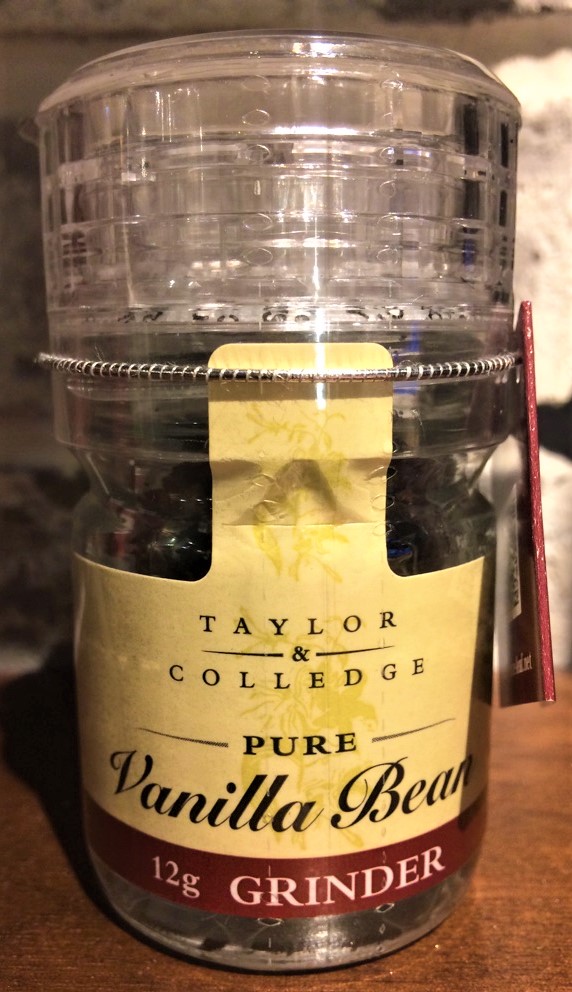 TAYLOR
&
COLLEDGE
PURE
Vanilla Bean
12g GRINDER